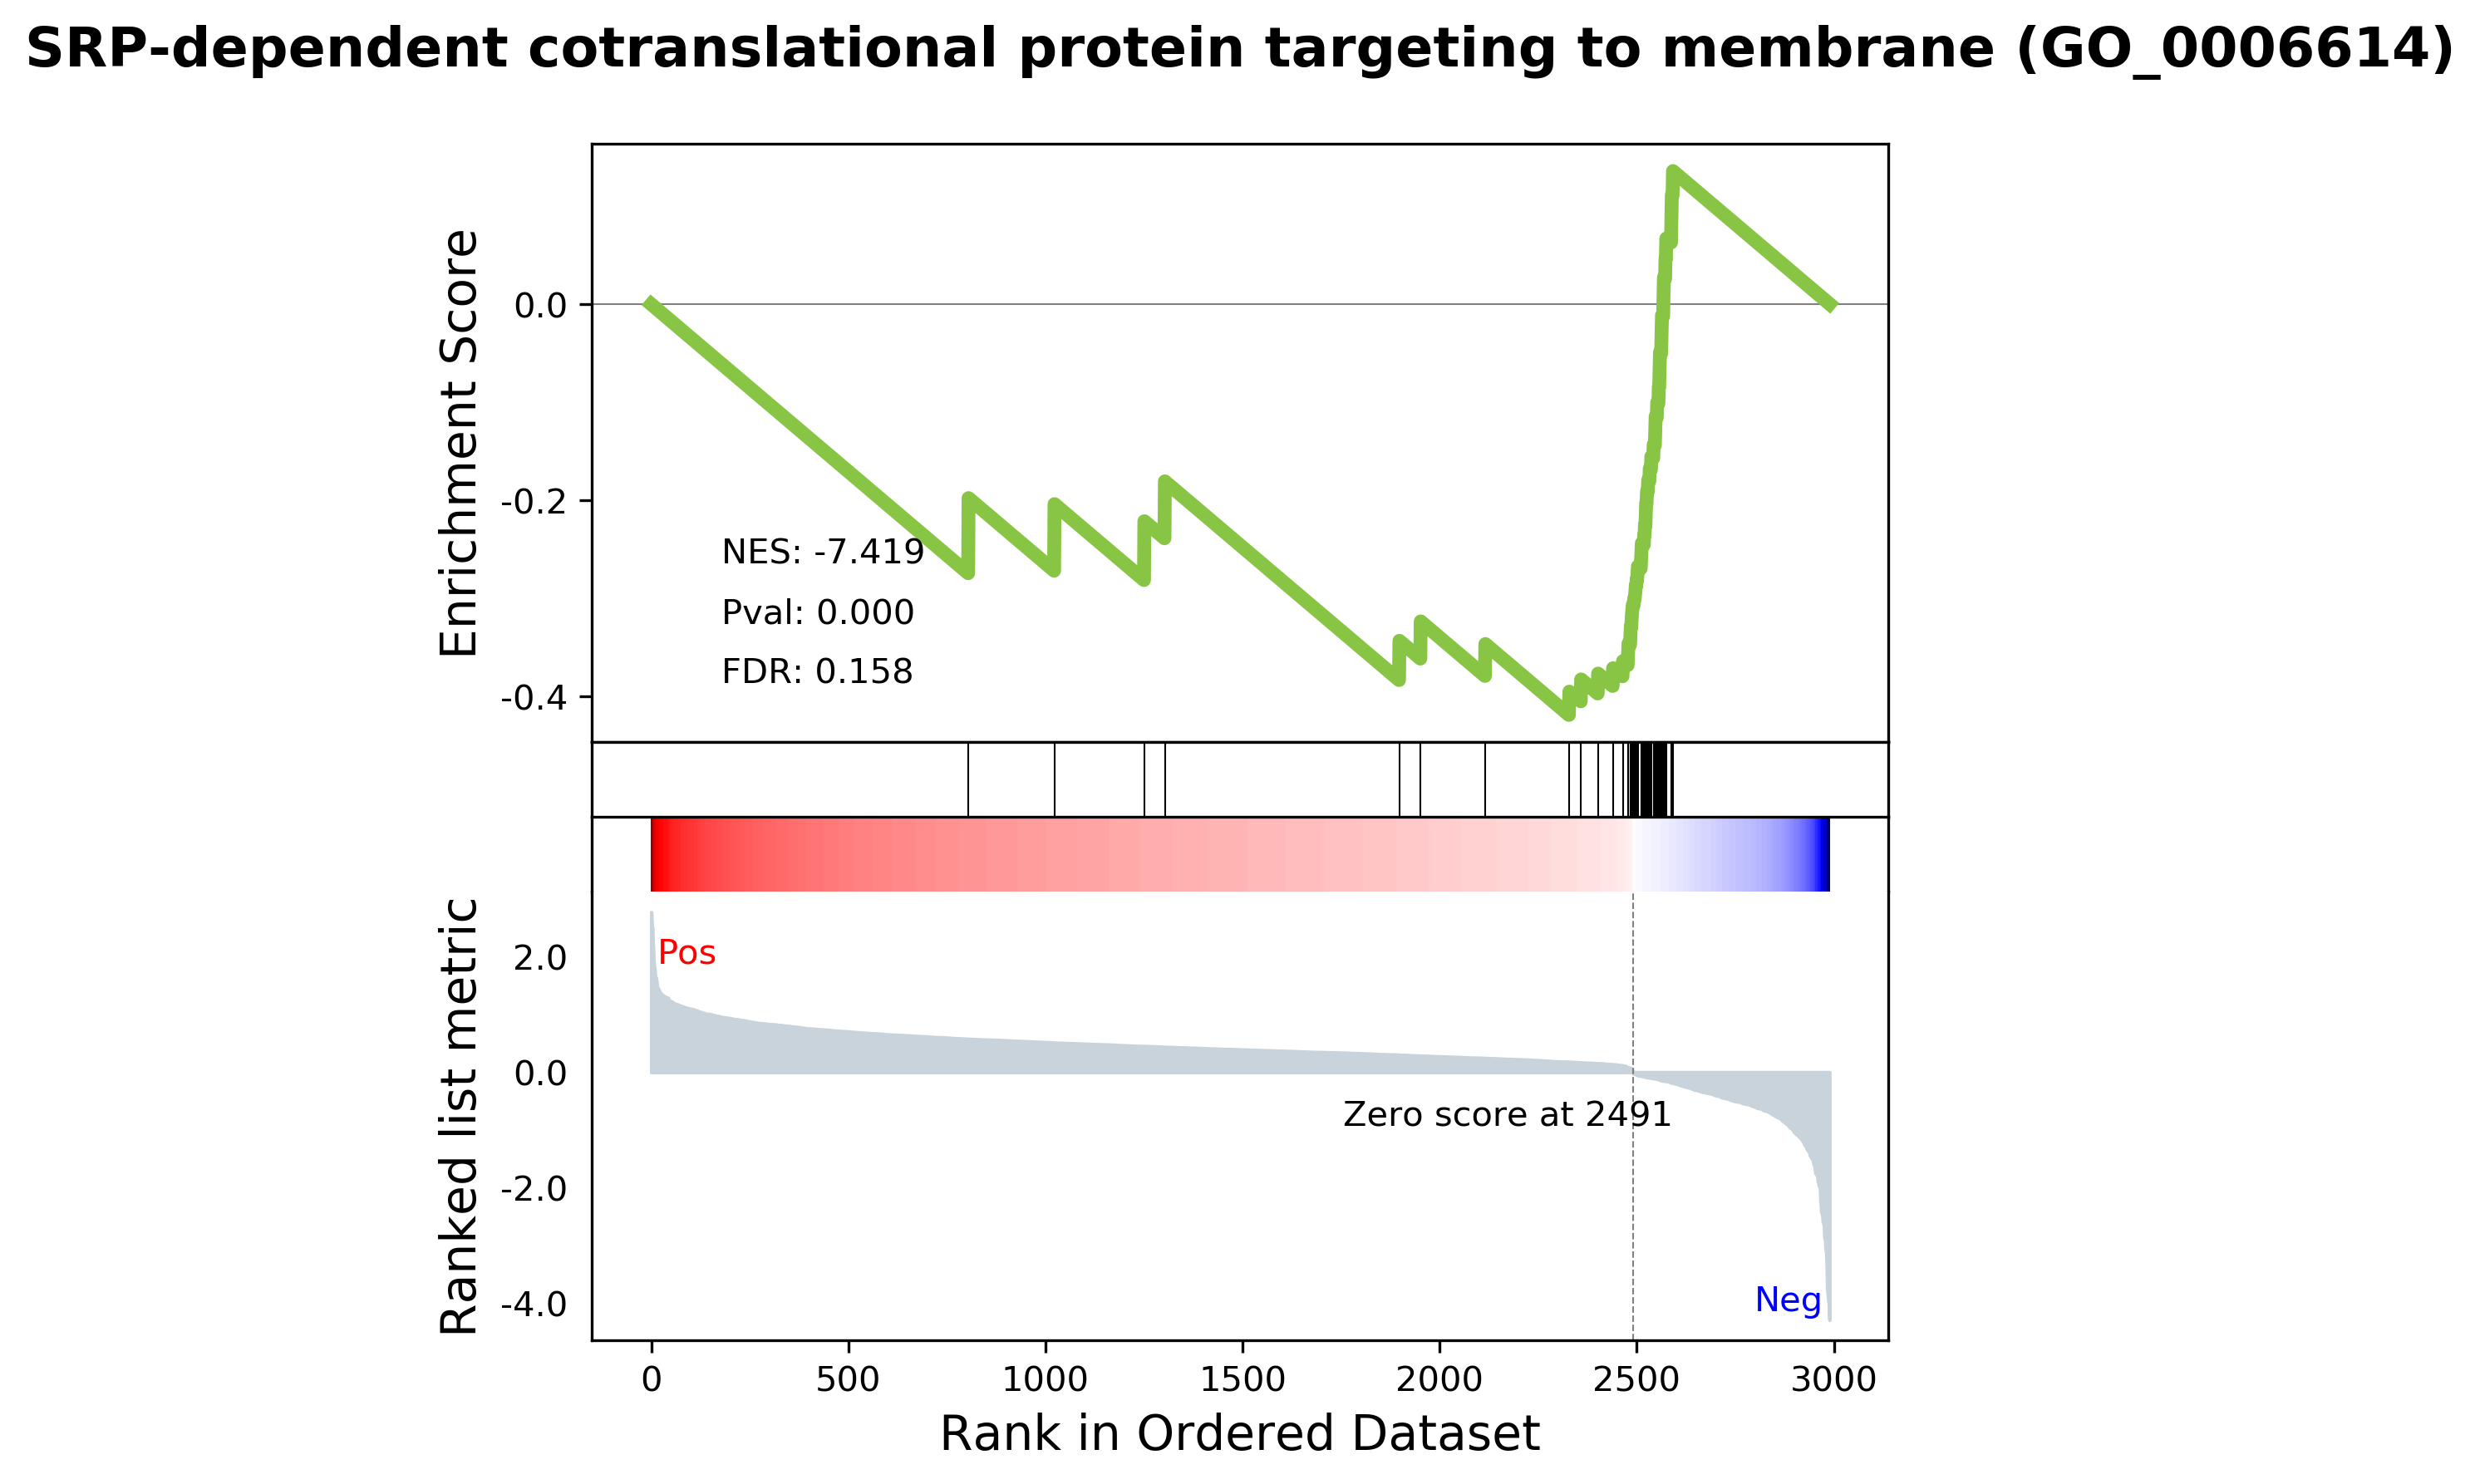 SRP-dependent cotranslational protein targeting to membrane (GO_0006614)
Enrichment Score
0.0
-0.2
-0.4
NES: -7.419
Pval: 0.000
FDR: 0.158
Ranked list metric
2.0
0.0
-2.0
-4.0
Pos
Zero score at 2491
Neg
0 500 1000 1500 2000 2500 3000
Rank in Ordered Dataset